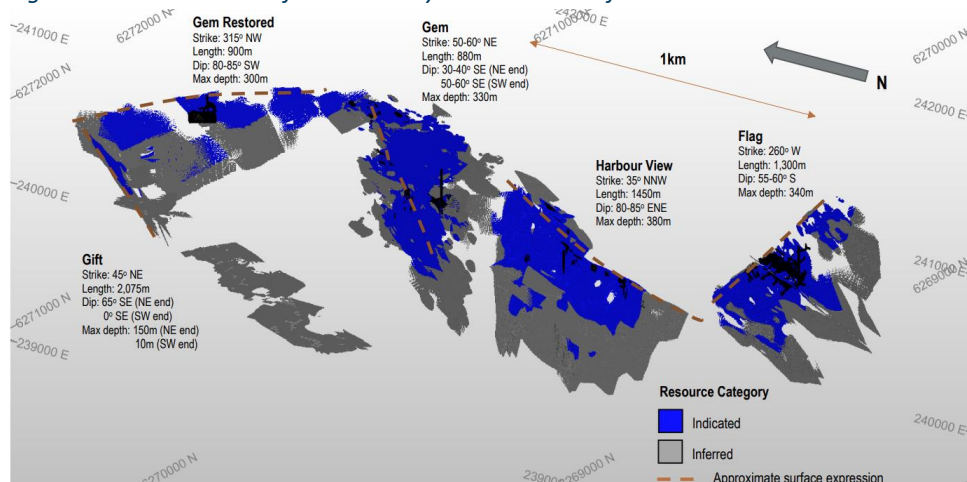 Gem Restored
Strike: 315º NW
Length: 900m
Dip: 80-85º SW
Max depth: 300m
Gem
Strike: 50-60º NE
Length: 880m
Dip: 30-40º SE (NE end)
50-60º SE (SW end)
Max depth: 330m
1km
N
Harbour View
Strike: 35º NNW
Length: 1450m
Dip: 80-85º ENE
Max depth: 380m
Flag
Strike: 260º W
Length: 1,300m
Dip: 55-60º S
Max depth: 340m
Gift
Strike: 45º NE
Length: 2,075m
Dip: 65º SE (NE end)
0º SE (SW end)
Max depth: 150m (NE end)
10m (SW end)
241000 E
6272000 N
6271000 N
6270000 N
242000 E
6272000 N
240000 E
241000 E
6269000 N
6271000 N
239000 E
240000 E
6270000 N
6269000 N
Resource Category
Indicated
Inferred
Approximate surface expression